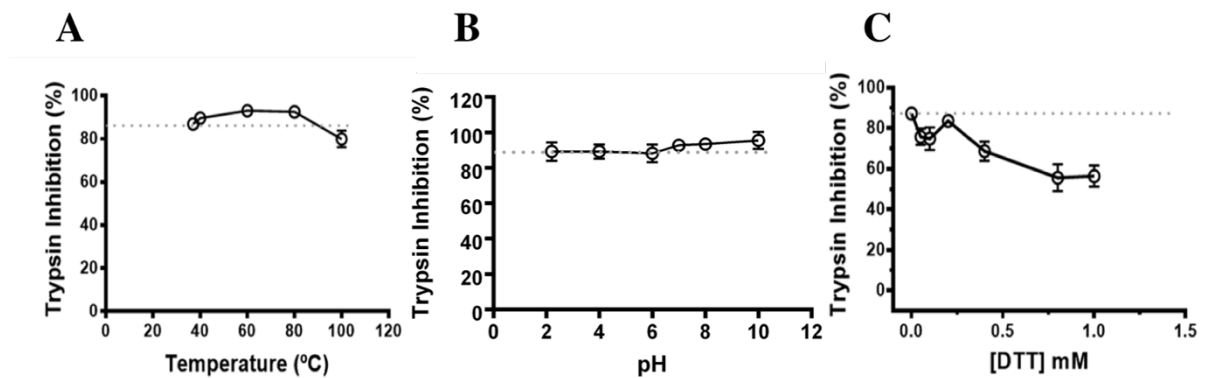 A
B
C
Trypsin Inhibition (%)
100
80
60
40
20
0
0 20 40 60 80 100 120
Temperature (ºC)
Trypsin Inhibition (%)
120
100
80
60
40
20
0
0 2 4 6 8 10 12
pH
Trypsin Inhibition (%)
100
80
60
40
20
0
0.0 0.5 1.0 1.5
[DTT] mM